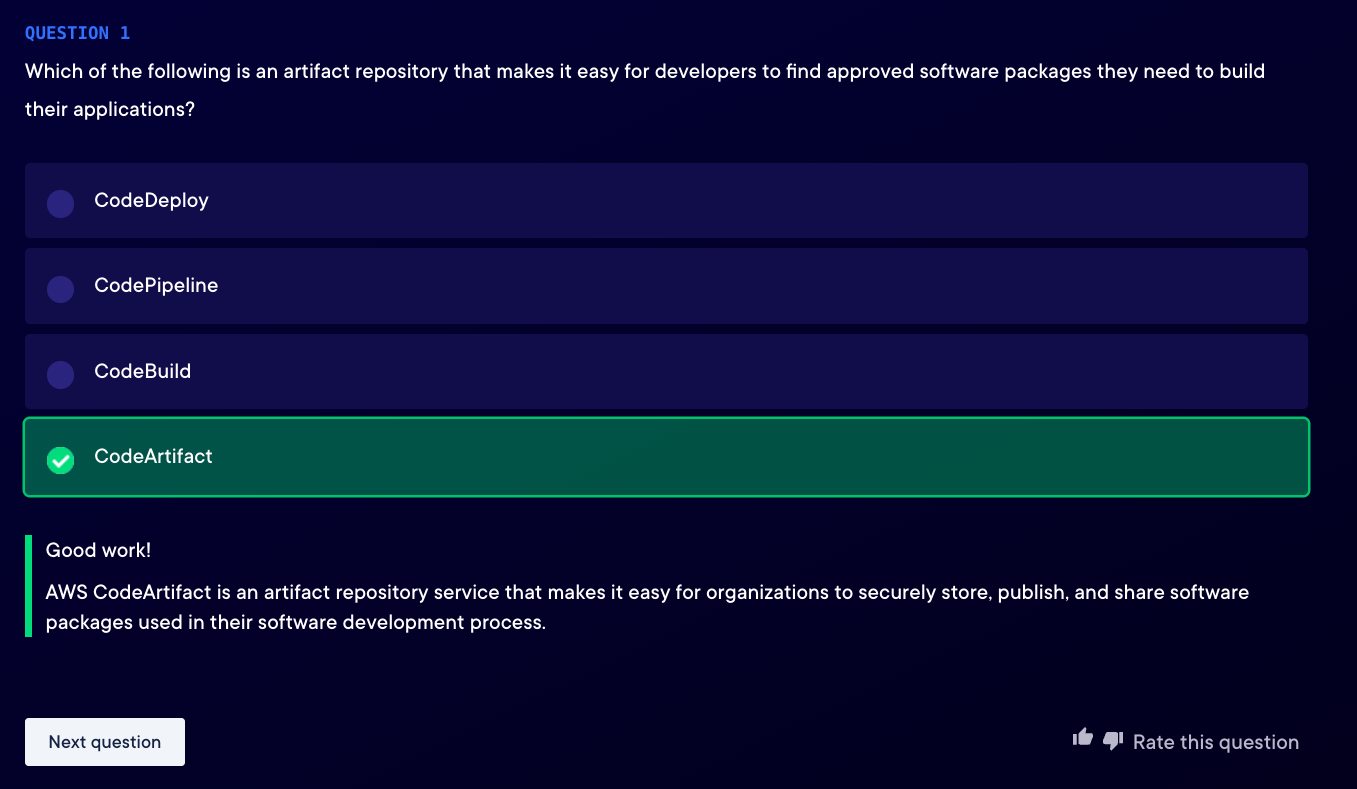 QUESTION 1
Which of the following is an artifact repository that makes it easy for developers to find approved software packages they need to build
their applications?
CodeDeploy
CodePipeline
CodeBuild
CodeArtifact
Good work!
AWS CodeArtifact is an artifact repository service that makes it easy for organizations to securely store, publish, and share software
packages used in their software development process.
Next question
Rate this question